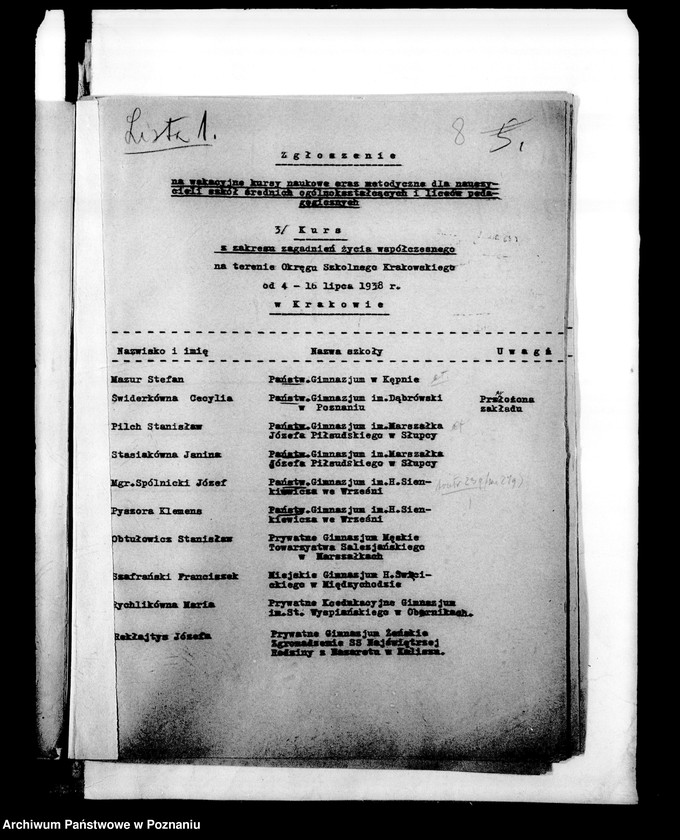 Lista 1.
8 5.
Zgłoszenie
na wakacyjne kursy naukowe oraz metodyczne dla nauczy-
cieli szkół średnich ogólnokształcących i liceów peda-
gogicznych
3/ Kurs
z zakresu zagadnień życia współczesnego
na terenie Okręgu Szkolnego Krakowskiego
od 4 - 16 lipca 1938 r.
w Krakowie
Nazwisko i imię Nazwa szkoły Uwagi
Mazur Stefan Państw.Gimnazjum w Kępnie
Świderkówna Cecylia Państw.Gimnazjum im.Dąbrówski Przełożona
w Poznaniu zakładu
Pilch Stanisław Państw.Gimnazjum im.Marszałka
Józefa Piłsudskiego w Słupcy
Stasiakówna Janina Państw.Gimnazjum im.Marszałka
Józefa Piłsudskiego w Słupcy
Mgr.Spólnicki Józef Państw.Gimnazjum im.H.Sien-
kiewicza we Wrześni
Pyszora Klemens Państw.Gimnazjum im.H.Sien-
kiewicza we Wrześni
Obtułowicz Stanisław Prywatne Gimnazjum Męskie
Towarzystwa Salezjańskiego
w Marszałkach
Szafrański Franciszek Miejskie Gimnazjum H.Święci-
ckiego w Międzychodzie
Rychlikówna Maria Prywatne Koedukacyjne Gimnazjum
im.St. Wyspiańskiego w Obornikach.
Rekłajtys Józefa Prywatne Gimnazjum Żeńskie
Zgromadzenie SS Najświętrzej
Rodziny z Nazaretu w Kaliszu.
Archiwum Państwowe w Poznaniu